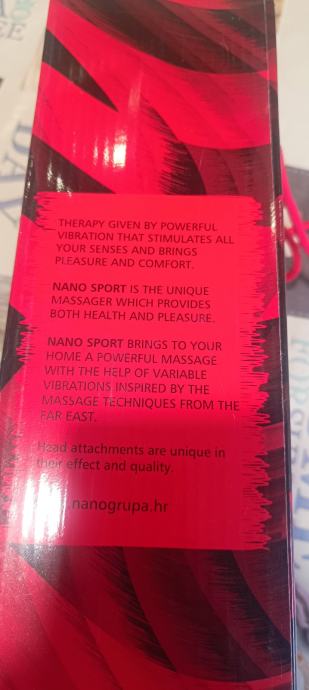 THERAPY GIVEN BY POWERFUL
VIBRATION THAT STIMULATES ALL
YOUR SENSES AND BRINGS
PLEASURE AND COMFORT.
NANO SPORT IS THE UNIQUE
MASSAGER WHICH PROVIDES
BOTH HEALTH AND PLEASURE.
NANO SPORT BRINGS TO YOUR
HOME A POWERFUL MASSAGE
WITH THE HELP OF VARIABLE
VIBRATIONS INSPIRED BY THE
MASSAGE TECHNIQUES FROM THE
FAR EAST.
Head attachments are unique in
their effect and quality.
.nanogrupa.hr